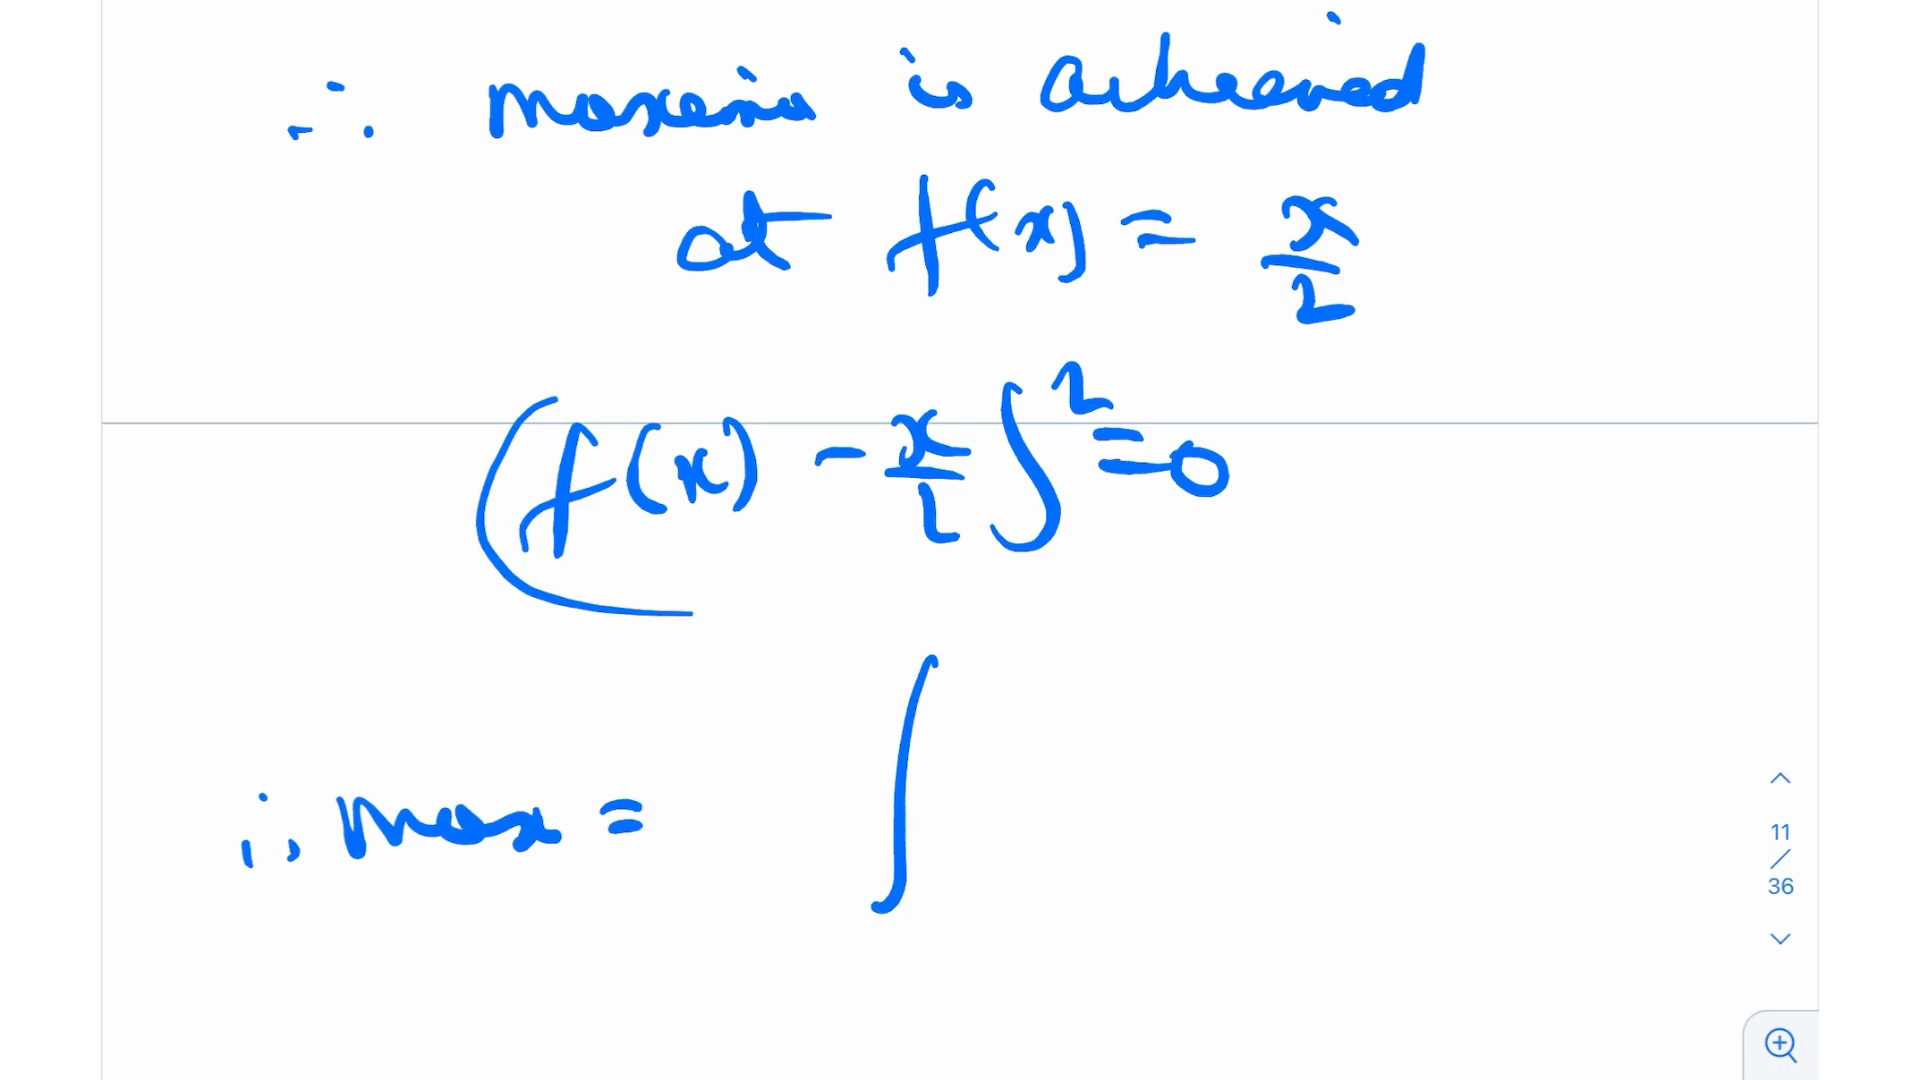 ∴ maxima is achieved
at f(x) = x/2
(f(x) - x/2)² = 0
∴ Max = ∫
11
/
36